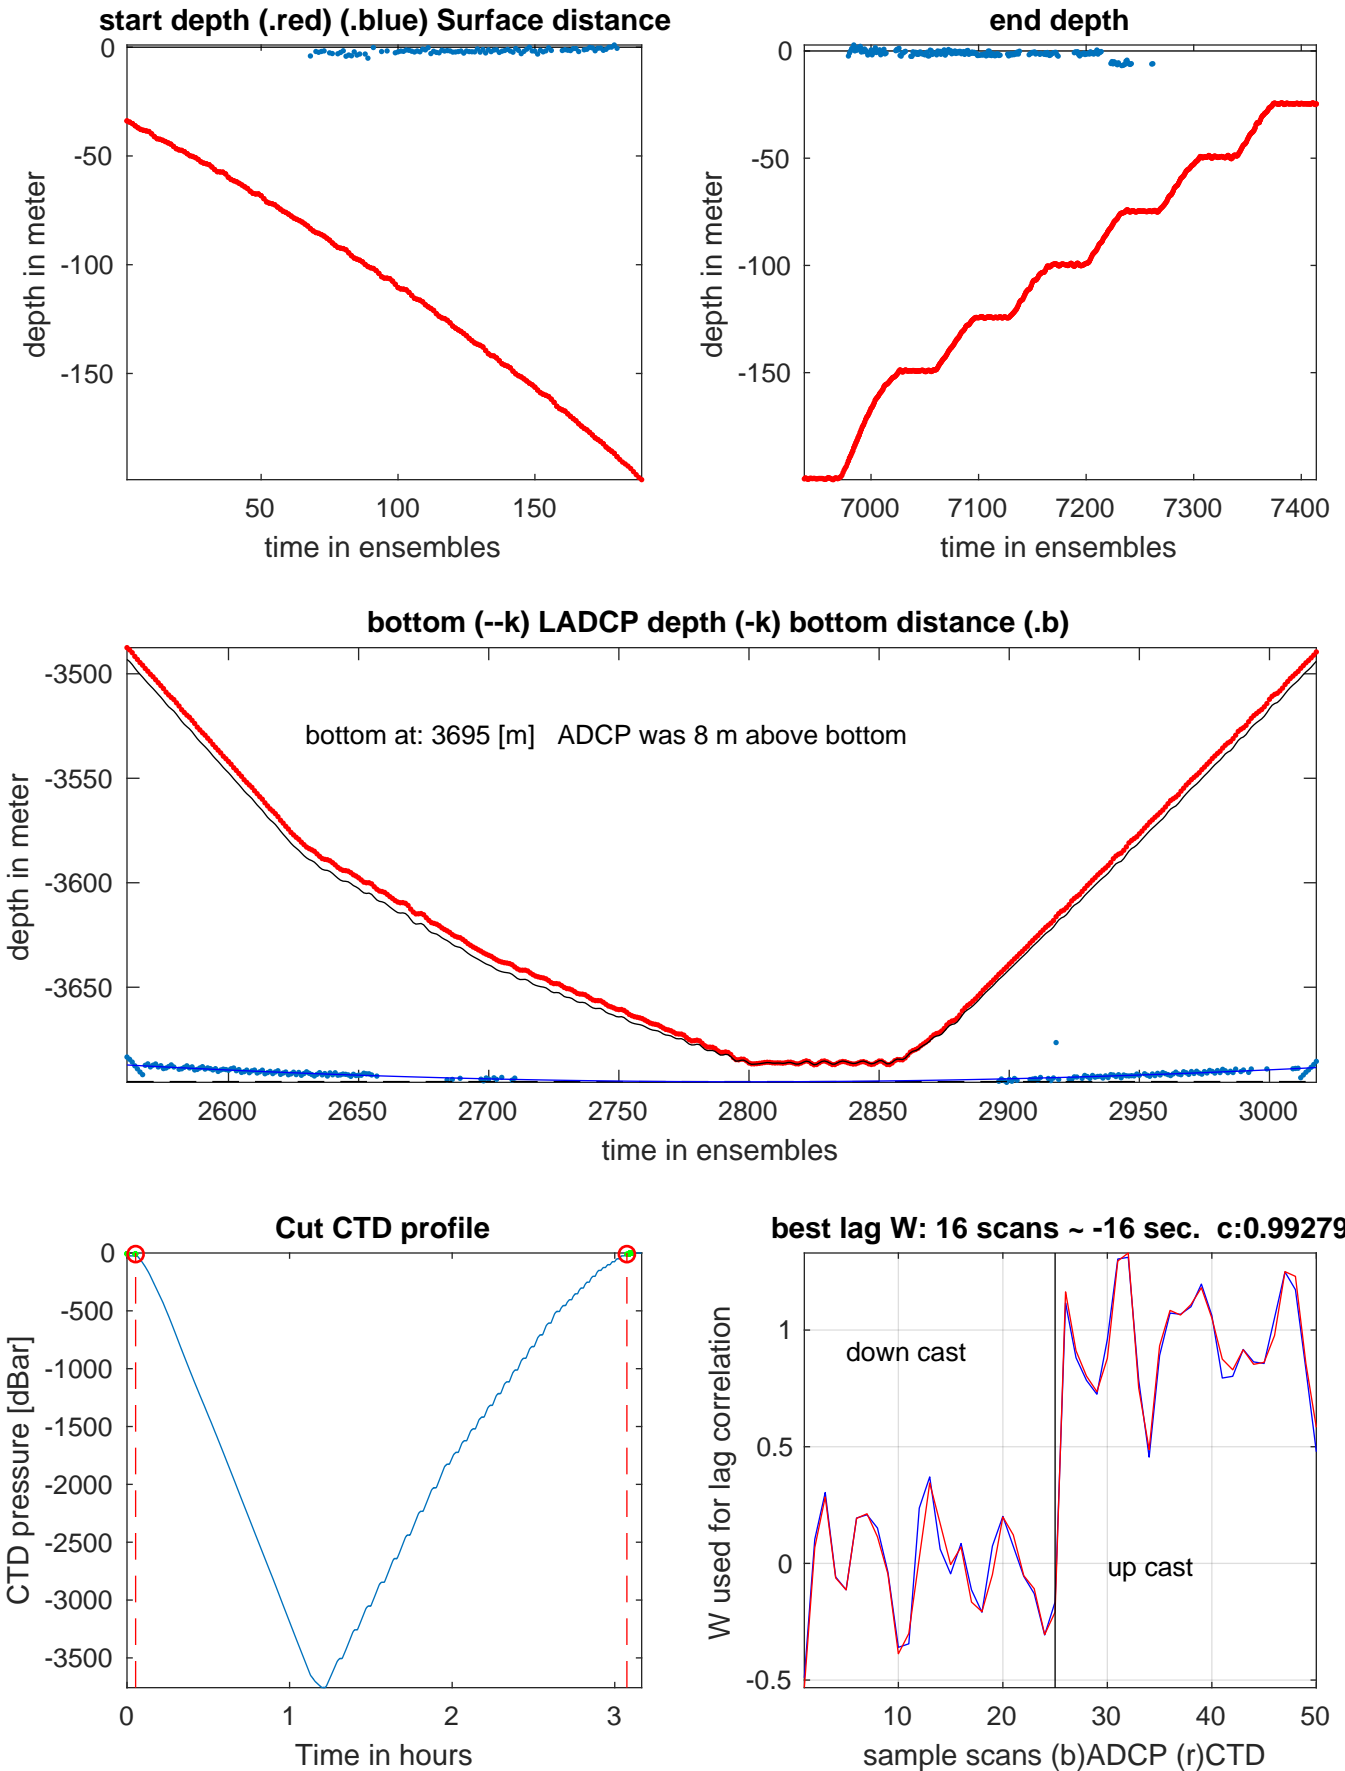 start depth (.red) (.blue) Surface distance
0
-50
-100
-150
depth in meter
50
100
150
time in ensembles
end depth
0
-50
-100
-150
depth in meter
7000
7100
7200
7300
7400
time in ensembles
bottom (--k) LADCP depth (-k) bottom distance (.b)
-3500
-3550
-3600
-3650
depth in meter
bottom at: 3695 [m]   ADCP was 8 m above bottom
2600
2650
2700
2750
2800
2850
2900
2950
3000
time in ensembles
Cut CTD profile
0
-500
-1000
-1500
-2000
-2500
-3000
-3500
CTD pressure [dBar]
0
1
2
3
Time in hours
best lag W: 16 scans ~ -16 sec.  c:0.99279
1
0.5
0
-0.5
W used for lag correlation
down cast
up cast
10
20
30
40
50
sample scans (b)ADCP (r)CTD